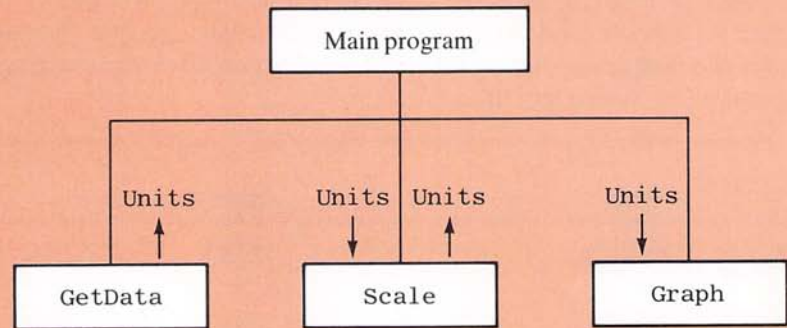 Main program
Units
Units Units
Units
GetData
Scale
Graph